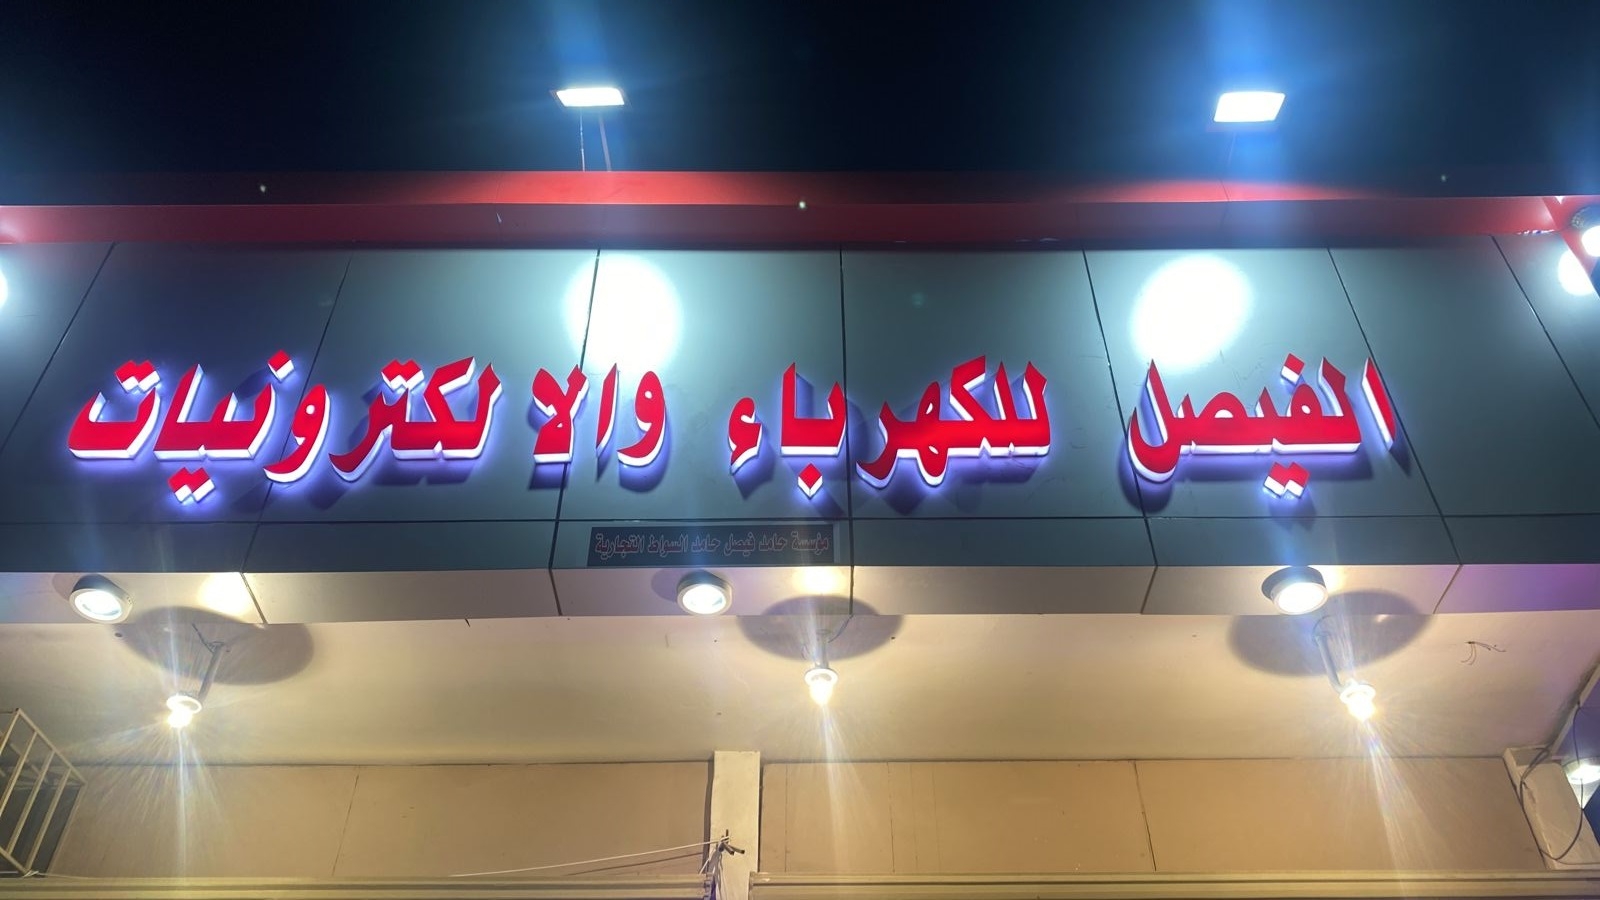 الفيصل للكهرباء والالكترونيات
مؤسسة حامد فيصل حامد السواط التجارية